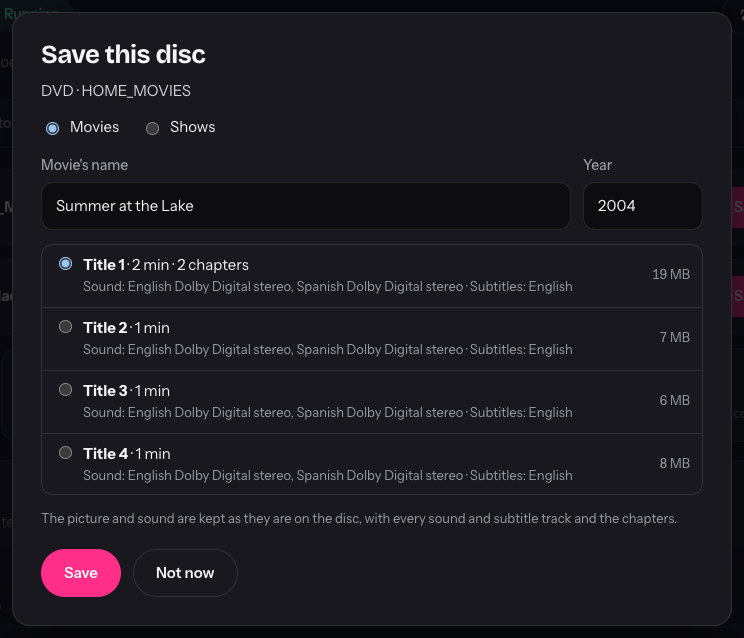 Running
Save this disc
DVD · HOME_MOVIES
Movies Shows
Movie's name Year
Summer at the Lake 2004
Title 1 · 2 min · 2 chapters
Sound: English Dolby Digital stereo, Spanish Dolby Digital stereo · Subtitles: English
19 MB
Title 2 · 1 min
Sound: English Dolby Digital stereo, Spanish Dolby Digital stereo · Subtitles: English
7 MB
Title 3 · 1 min
Sound: English Dolby Digital stereo, Spanish Dolby Digital stereo · Subtitles: English
6 MB
Title 4 · 1 min
Sound: English Dolby Digital stereo, Spanish Dolby Digital stereo · Subtitles: English
8 MB
The picture and sound are kept as they are on the disc, with every sound and subtitle track and the chapters.
Save Not now